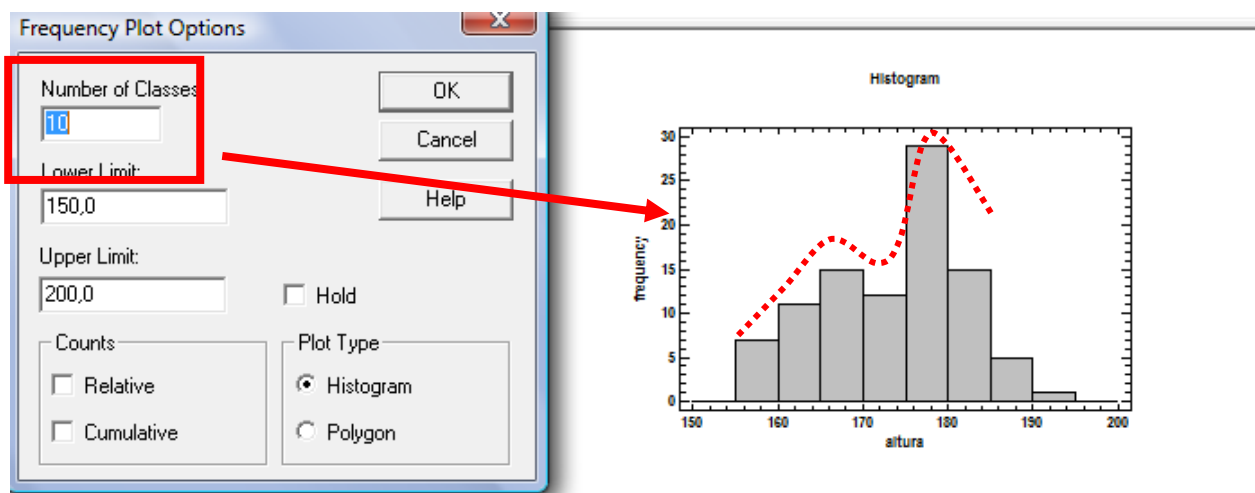 Frequency Plot Options
X
Number of Classes
10
OK
Cancel
Lower Limit:
150,0
Help
Upper Limit:
200,0
Hold
Counts
Relative
Cumulative
Plot Type
Histogram
Polygon
Histogram
frequency
30
25
20
15
10
5
0
150 160 170 180 190 200
altura